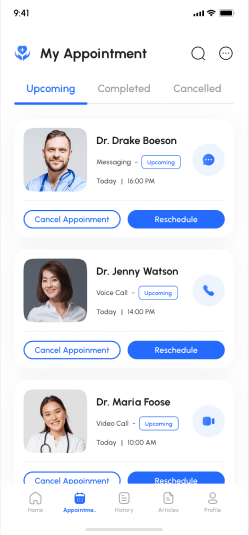 9:41
My Appointment
Upcoming Completed Cancelled
Dr. Drake Boeson
Messaging - Upcoming
Today | 16:00 PM
Cancel Appoinment Reschedule
Dr. Jenny Watson
Voice Call - Upcoming
Today | 14:00 PM
Cancel Appoinment Reschedule
Dr. Maria Foose
Video Call - Upcoming
Today | 10:00 AM
Cancel Appoinment Reschedule
Home Appointme.. History Articles Profile